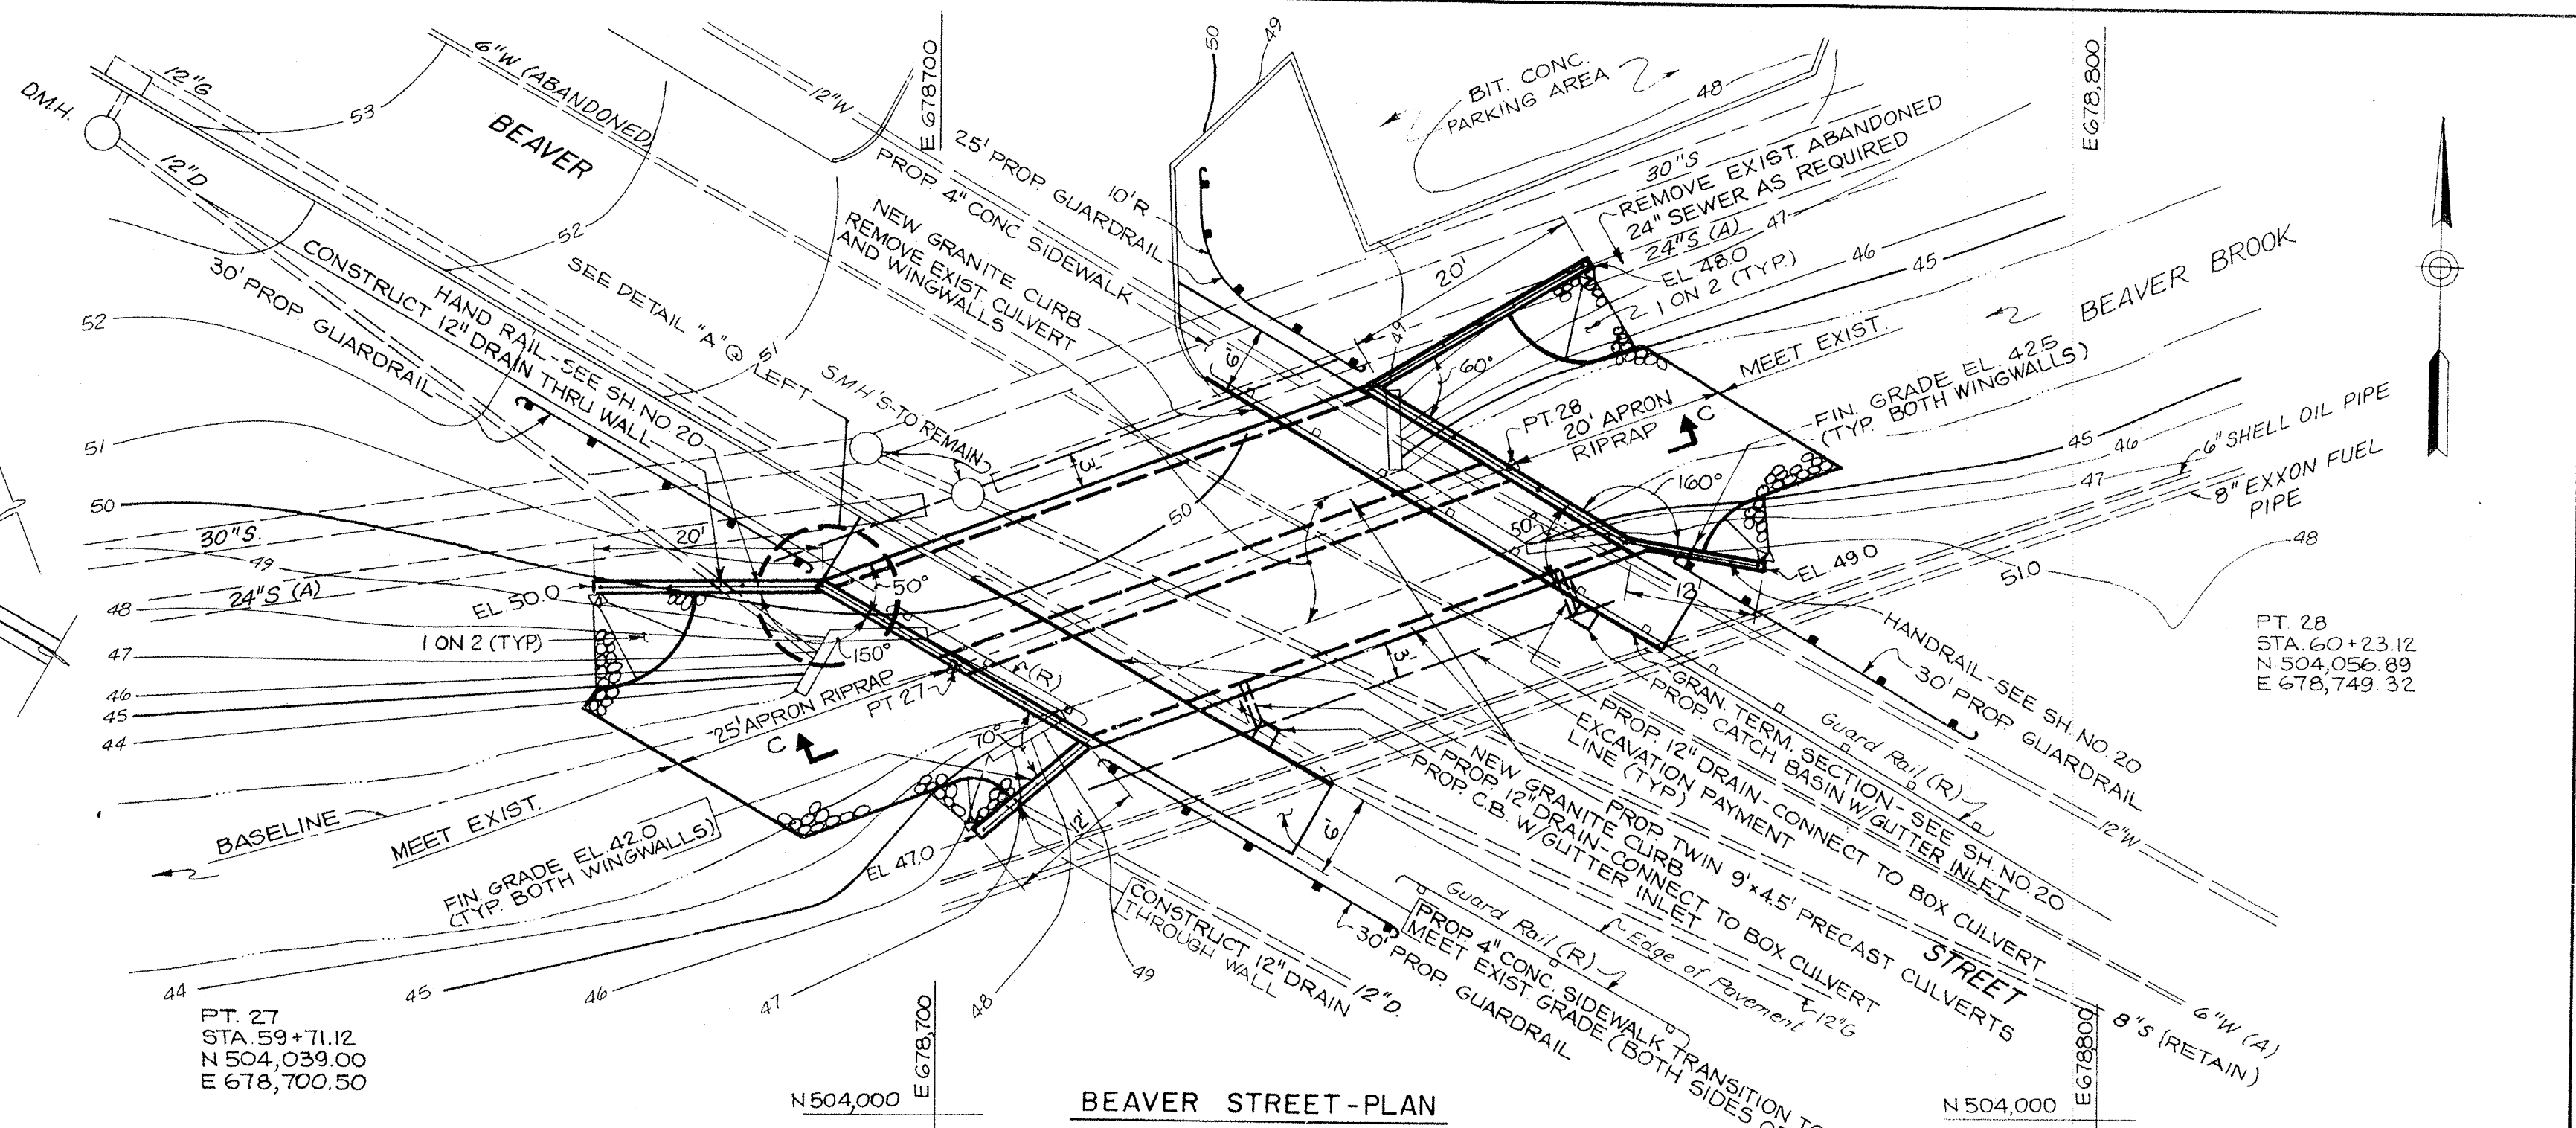 D.M.H.
12"G
12"D
53
6"W (ABANDONED)
BEAVER
12"W
E 678700
25' PROP. GUARDRAIL
PROP. 4" CONC. SIDEWALK
10'R
NEW GRANITE CURB
REMOVE EXIST. CULVERT
AND WINGWALLS
50
49
BIT. CONC.
PARKING AREA
48
E 678,800
30"S
REMOVE EXIST. ABANDONED
24" SEWER AS REQUIRED
24"S (A)
47
EL. 48.0
1 ON 2 (TYP.)
46
45
BEAVER BROOK
20'
6'
49
60°
MEET EXIST.
PT. 28
20' APRON
RIPRAP
C
FIN. GRADE EL. 42.5
(TYP. BOTH WINGWALLS)
45
46
47
6" SHELL OIL PIPE
8" EXXON FUEL
PIPE
48
52
CONSTRUCT 12" DRAIN THRU WALL
HAND RAIL-SEE SH. NO. 20
30' PROP. GUARDRAIL
SEE DETAIL "A" @
LEFT
51
S.M.H'S-TO REMAIN
3'
52
51
50
30"S.
49
24"S (A)
48
47
46
45
44
20'
EL. 50.0
1 ON 2 (TYP)
50°
150°
(R)
50
160°
50°
12'
EL. 49.0
51.0
HANDRAIL-SEE SH. NO. 20
30' PROP. GUARDRAIL
PT. 28
STA. 60+23.12
N 504,056.89
E 678,749.32
25' APRON RIPRAP
PT 27
C
70°
3'
BASELINE
MEET EXIST.
FIN. GRADE EL. 42.0
(TYP. BOTH WINGWALLS)
EL 47.0
12'
6'
CONSTRUCT 12" DRAIN
THROUGH WALL
12"D.
GRAN. TERM. SECTION-SEE SH. NO. 20
PROP. CATCH BASIN W/GUTTER INLET
PROP. 12" DRAIN-CONNECT TO BOX CULVERT
EXCAVATION PAYMENT
LINE (TYP)
PROP. TWIN 9'x4.5' PRECAST CULVERTS
NEW GRANITE CURB
PROP. 12" DRAIN-CONNECT TO BOX CULVERT
PROP. C.B. W/GUTTER INLET
Guard Rail (R)
12"W
Guard Rail (R)
Edge of Pavement
12"G
STREET
6"W (A)
8"S (RETAIN)
PROP. 4" CONC. SIDEWALK TRANSITION TO
MEET EXIST. GRADE (BOTH SIDES
30' PROP. GUARDRAIL
44
45
46
47
48
49
PT. 27
STA. 59+71.12
N 504,039.00
E 678,700.50
N 504,000
E 678,700
BEAVER STREET-PLAN
N 504,000
E 678800